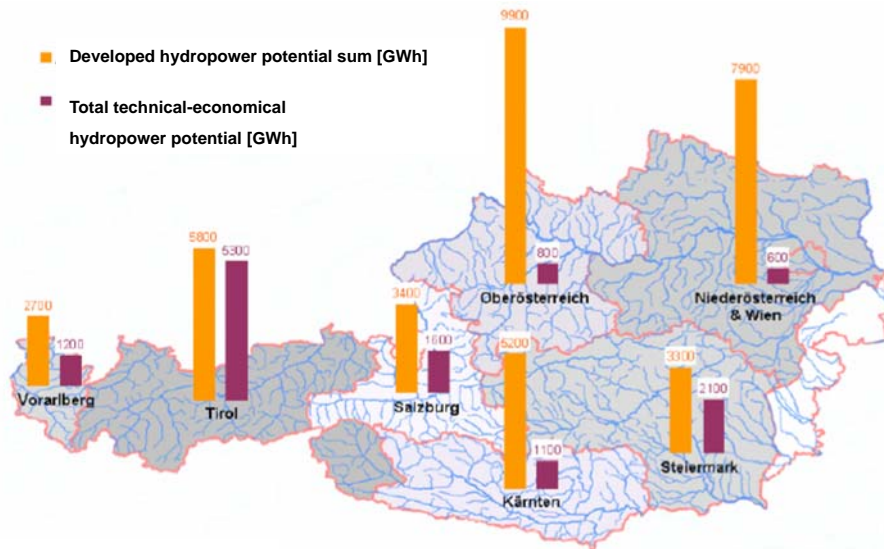 9900
Developed hydropower potential sum [GWh]
7900
Total technical-economical
hydropower potential [GWh]
5800
5300
800
600
Oberösterreich
Niederösterreich
& Wien
2700
3400
1200
1600
5200
3300
2100
Vorarlberg
Tirol
Salzburg
1100
Steiermark
Kärnten